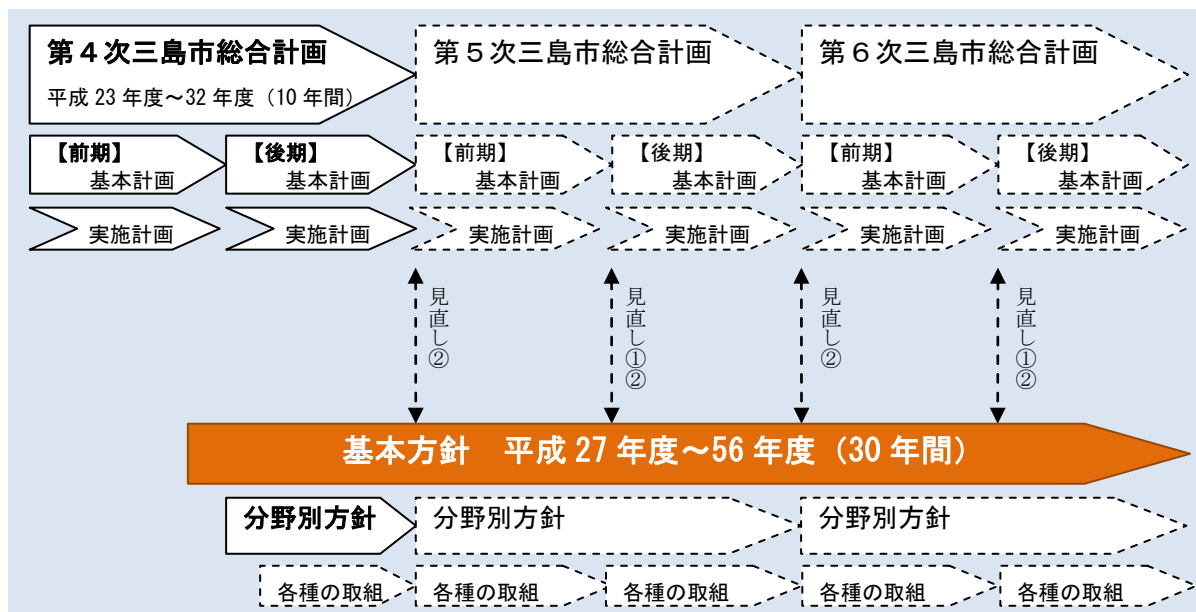 第４次三島市総合計画
平成 23 年度～32 年度（10 年間）
第５次三島市総合計画
第６次三島市総合計画
【前期】
基本計画
【後期】
基本計画
【前期】
基本計画
【後期】
基本計画
【前期】
基本計画
【後期】
基本計画
実施計画
実施計画
実施計画
実施計画
実施計画
実施計画
見直し②
見直し①②
見直し②
見直し①②
基本方針　平成 27 年度～56 年度（30 年間）
分野別方針
分野別方針
分野別方針
各種の取組
各種の取組
各種の取組
各種の取組
各種の取組